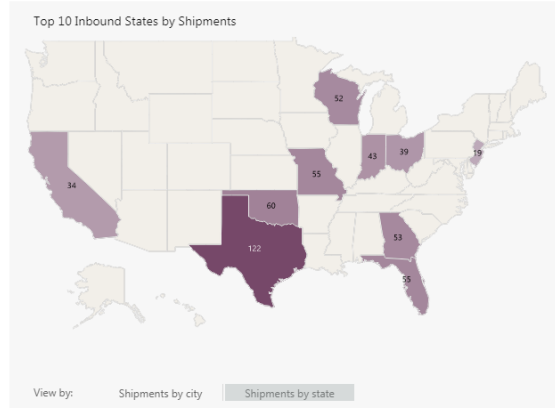 Top 10 Inbound States by Shipments
52
34
43
39
19
55
60
122
53
55
View by:
Shipments by city
Shipments by state